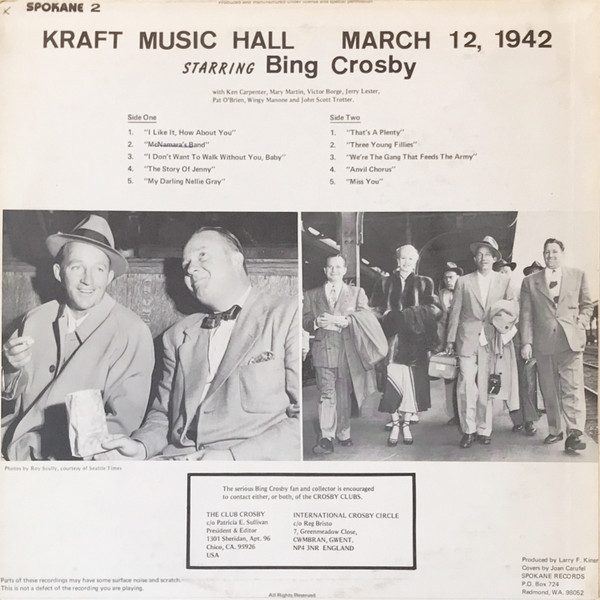 SPOKANE 2
KRAFT MUSIC HALL MARCH 12, 1942
STARRING Bing Crosby
with Ken Carpenter, Mary Martin, Victor Borge, Jerry Lester,
Pat O'Brien, Wingy Manone and John Scott Trotter.
Side One
1. "I Like It, How About You"
2. "McNamara's Band"
3. "I Don't Want To Walk Without You, Baby"
4. "The Story Of Jenny"
5. "My Darling Nellie Gray"
Side Two
1. "That's A Plenty"
2. "Three Young Fillies"
3. "We're The Gang That Feeds The Army"
4. "Anvil Chorus"
5. "Miss You"
Photos by Roy Scully, courtesy of Seattle Times
The serious Bing Crosby fan and collector is encouraged
to contact either, or both, of the CROSBY CLUBS.
THE CLUB CROSBY
c/o Patricia E. Sullivan
President & Editor
1301 Sheridan, Apt. 96
Chico, CA. 95926
USA
INTERNATIONAL CROSBY CIRCLE
c/o Reg Bristo
7, Greenmeadow Close,
CWMBRAN, GWENT.
NP4 3NR ENGLAND
Parts of these recordings may have some surface noise and scratch.
This is not a defect of the recording you are playing.
All Rights Reserved
Produced by Larry F. Kiner
Covers by Joan Carufel
SPOKANE RECORDS
P.O. Box 724
Redmond, WA. 98052